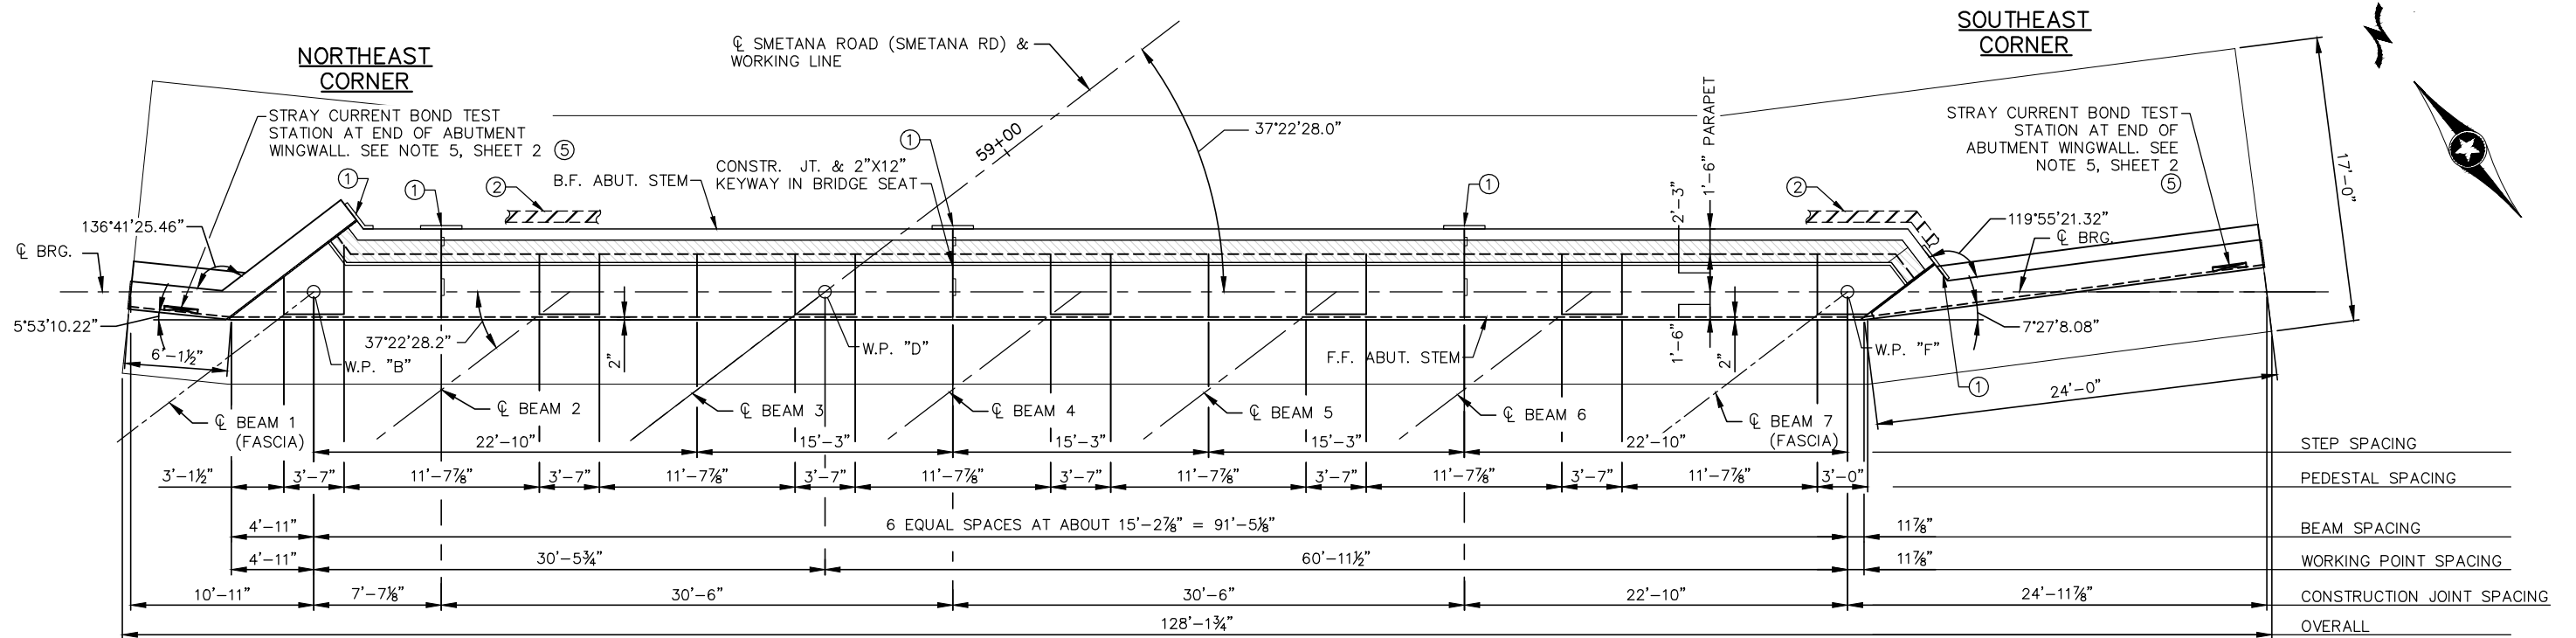 NORTHEAST
CORNER
SOUTHEAST
CORNER
℄ SMETANA ROAD (SMETANA RD) &
WORKING LINE
STRAY CURRENT BOND TEST
STATION AT END OF ABUTMENT
WINGWALL. SEE NOTE 5, SHEET 2 ⑤
STRAY CURRENT BOND TEST
STATION AT END OF
ABUTMENT WINGWALL. SEE
NOTE 5, SHEET 2
⑤
59+00
37°22'28.0"
1'-6" PARAPET
2'-3"
17'-0"
①
①
②
B.F. ABUT. STEM
①
CONSTR. JT. & 2"X12"
KEYWAY IN BRIDGE SEAT
①
②
136°41'25.46"
119°55'21.32"
℄ BRG.
℄ BRG.
5°53'10.22"
7°27'8.08"
6'-1½"
37°22'28.2"
2"
W.P. "B"
W.P. "D"
F.F. ABUT. STEM
1'-6"
2"
W.P. "F"
①
24'-0"
℄ BEAM 1
(FASCIA)
℄ BEAM 2
℄ BEAM 3
℄ BEAM 4
℄ BEAM 5
℄ BEAM 6
℄ BEAM 7
(FASCIA)
22'-10" 15'-3" 15'-3" 15'-3" 22'-10" STEP SPACING
3'-1½" 3'-7" 11'-7⅞" 3'-7" 11'-7⅞" 3'-7" 11'-7⅞" 3'-7" 11'-7⅞" 3'-7" 11'-7⅞" 3'-7" 11'-7⅞" 3'-0" PEDESTAL SPACING
4'-11" 6 EQUAL SPACES AT ABOUT 15'-2⅞" = 91'-5⅛" 11⅞" BEAM SPACING
4'-11" 30'-5¾" 60'-11½" 11⅞" WORKING POINT SPACING
10'-11" 7'-7⅛" 30'-6" 30'-6" 22'-10" 24'-11⅞" CONSTRUCTION JOINT SPACING
128'-1¾" OVERALL